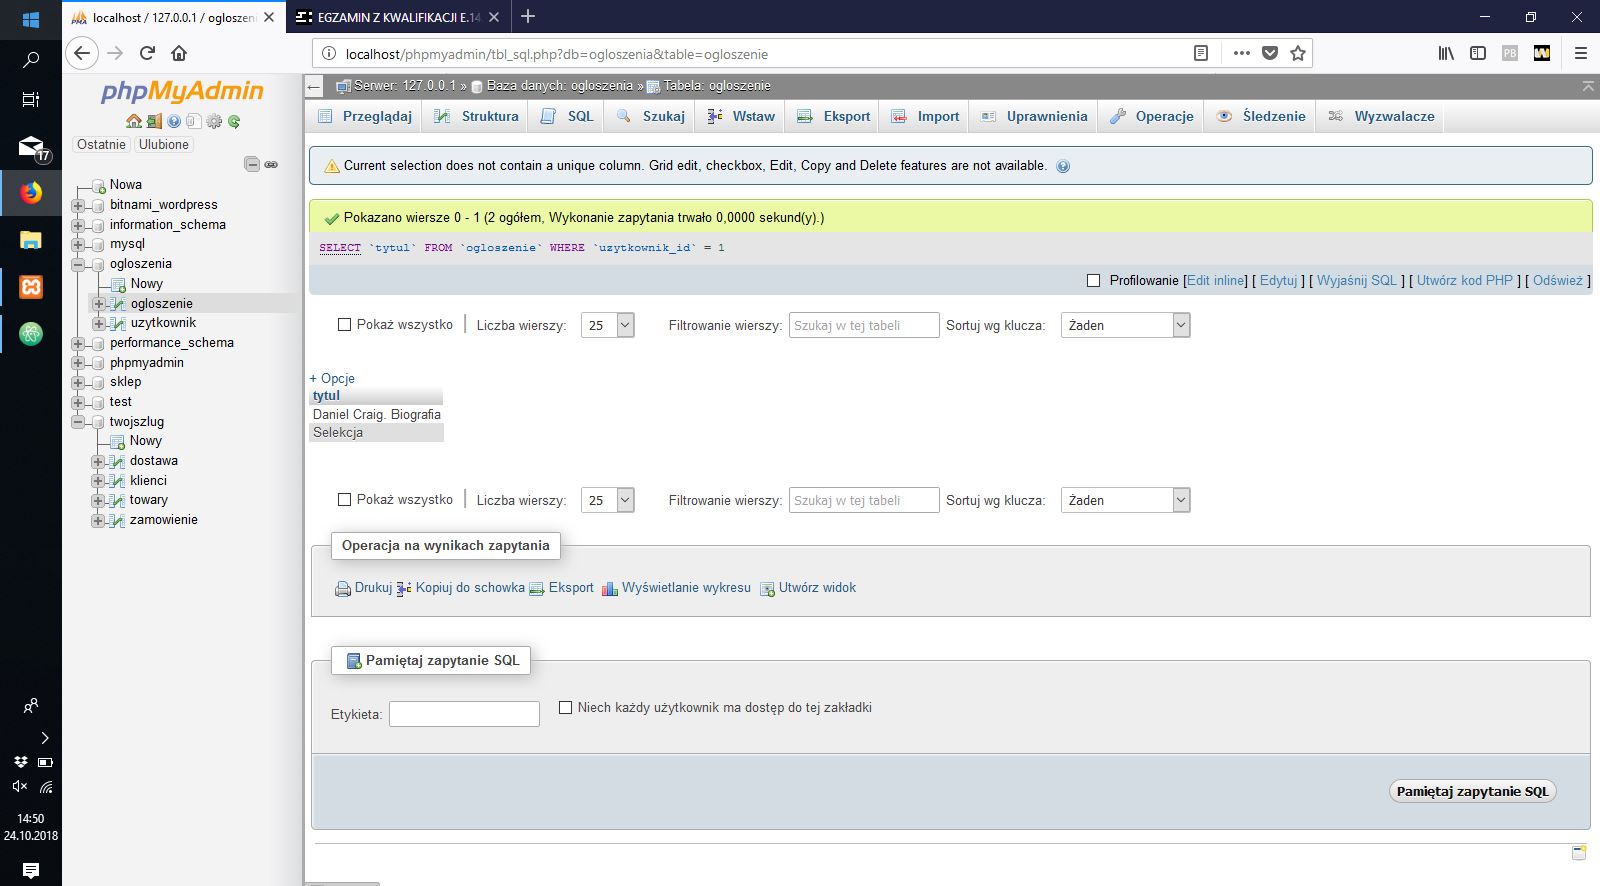 localhost / 127.0.0.1 / ogloszeni
EGZAMIN Z KWALIFIKACJI E.14
localhost/phpmyadmin/tbl_sql.php?db=ogloszenia&table=ogloszenie
phpMyAdmin
Ostatnie Ulubione
Nowa
bitnami_wordpress
information_schema
mysql
ogloszenia
Nowy
ogloszenie
uzytkownik
performance_schema
phpmyadmin
sklep
test
twojszlug
Nowy
dostawa
klienci
towary
zamowienie
Serwer: 127.0.0.1 » Baza danych: ogloszenia » Tabela: ogloszenie
Przeglądaj Struktura SQL Szukaj Wstaw Eksport Import Uprawnienia Operacje Śledzenie Wyzwalacze
Current selection does not contain a unique column. Grid edit, checkbox, Edit, Copy and Delete features are not available.
Pokazano wiersze 0 - 1 (2 ogółem, Wykonanie zapytania trwało 0,0000 sekund(y).)
SELECT `tytul` FROM `ogloszenie` WHERE `uzytkownik_id` = 1
Profilowanie [Edit inline] [ Edytuj ] [ Wyjaśnij SQL ] [ Utwórz kod PHP ] [ Odśwież ]
Pokaż wszystko | Liczba wierszy: 25 Filtrowanie wierszy: Szukaj w tej tabeli Sortuj wg klucza: Żaden
+ Opcje
tytul
Daniel Craig. Biografia
Selekcja
Pokaż wszystko | Liczba wierszy: 25 Filtrowanie wierszy: Szukaj w tej tabeli Sortuj wg klucza: Żaden
Operacja na wynikach zapytania
Drukuj Kopiuj do schowka Eksport Wyświetlanie wykresu Utwórz widok
Pamiętaj zapytanie SQL
Etykieta: Niech każdy użytkownik ma dostęp do tej zakładki
Pamiętaj zapytanie SQL
17
14:50
24.10.2018